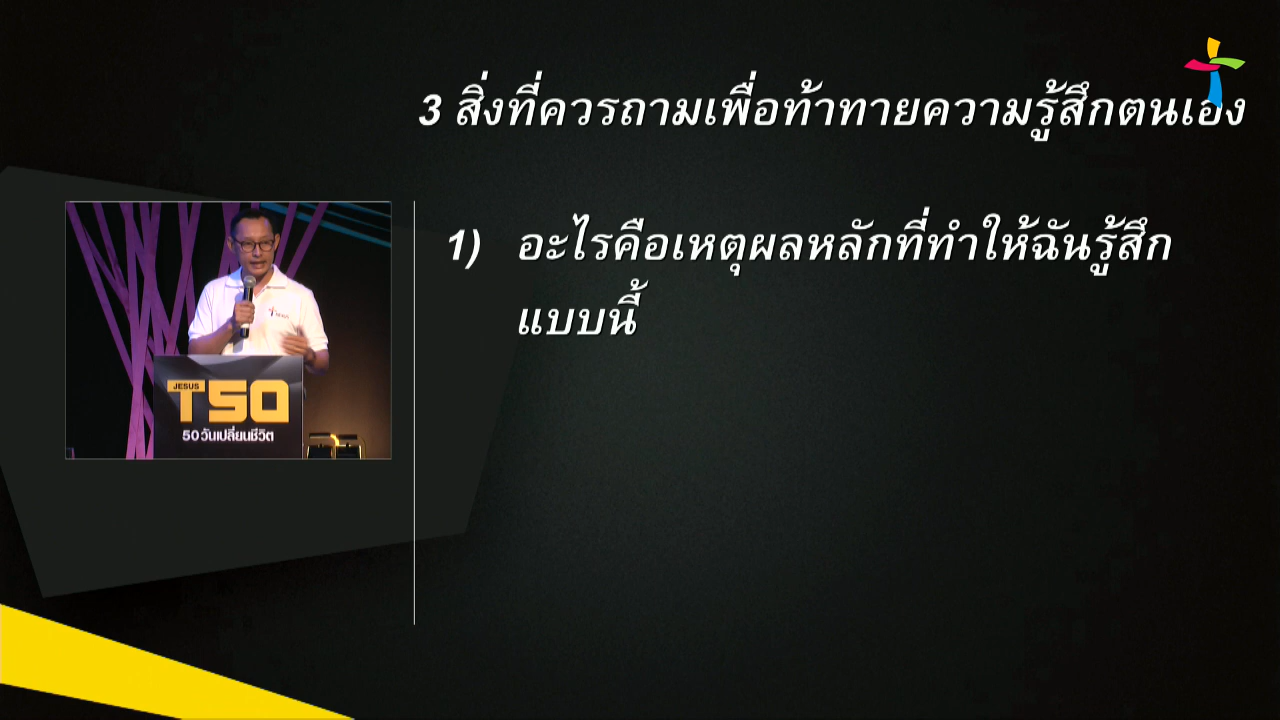 3 สิ่งที่ควรถามเพื่อท้าทายความรู้สึกตนเอง
1) อะไรคือเหตุผลหลักที่ทำให้ฉันรู้สึก
แบบนี้
JESUS
T50
50 วันเปลี่ยนชีวิต